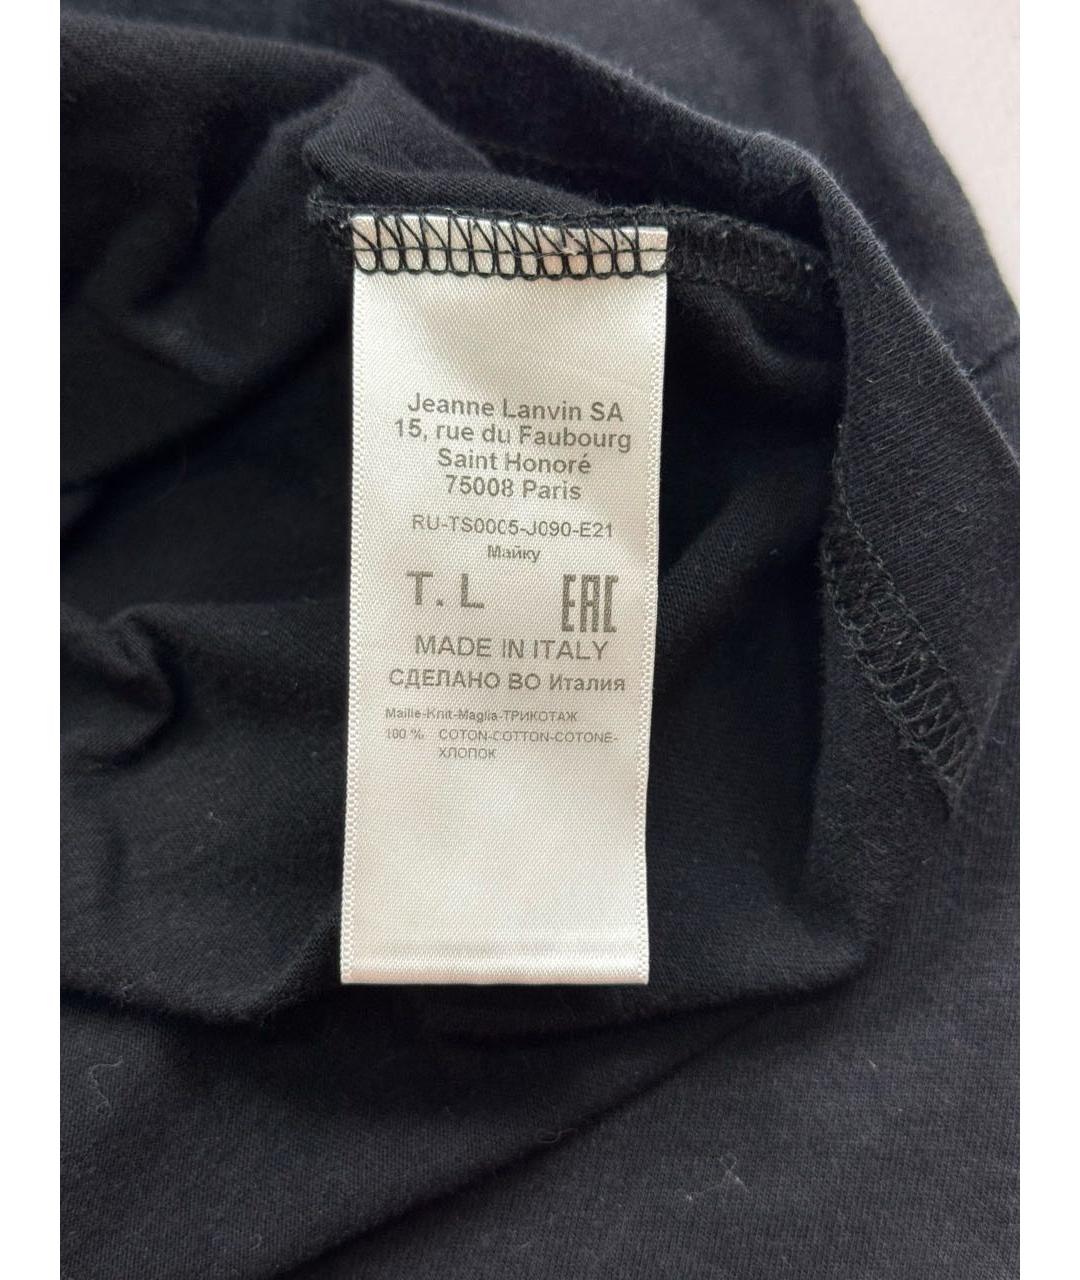 Jeanne Lanvin SA
15, rue du Faubourg
Saint Honoré
75008 Paris
RU-TS0005-J090-E21
Майку
T. L EAC
MADE IN ITALY
СДЕЛАНО ВО Италия
Maille-Knit-Maglia-ТРИКОТАЖ
100 % COTON-COTTON-COTONE-
ХЛОПОК